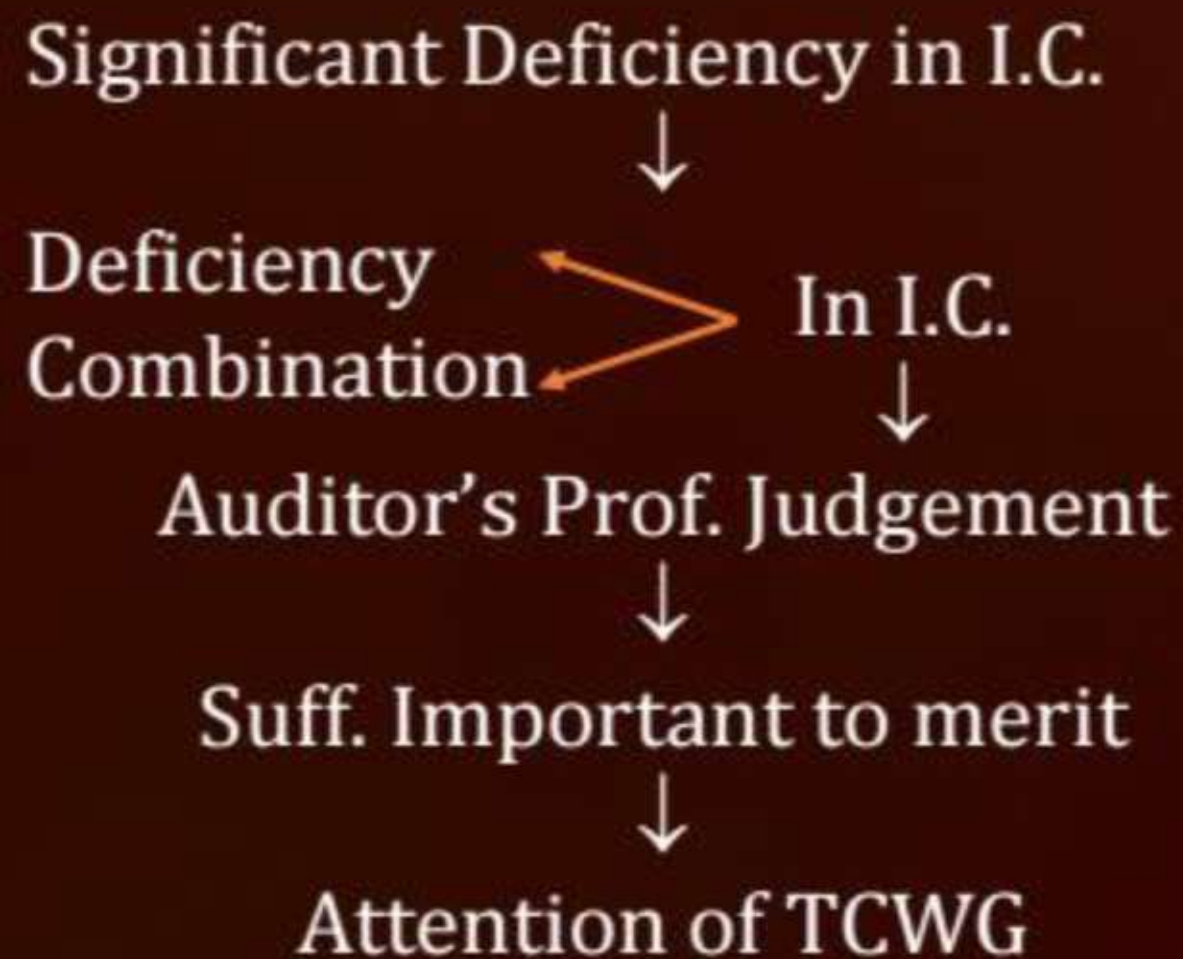 Significant Deficiency in I.C.
↓
Deficiency
In I.C.
Combination
↓
Auditor's Prof. Judgement
↓
Suff. Important to merit
↓
Attention of TCWG